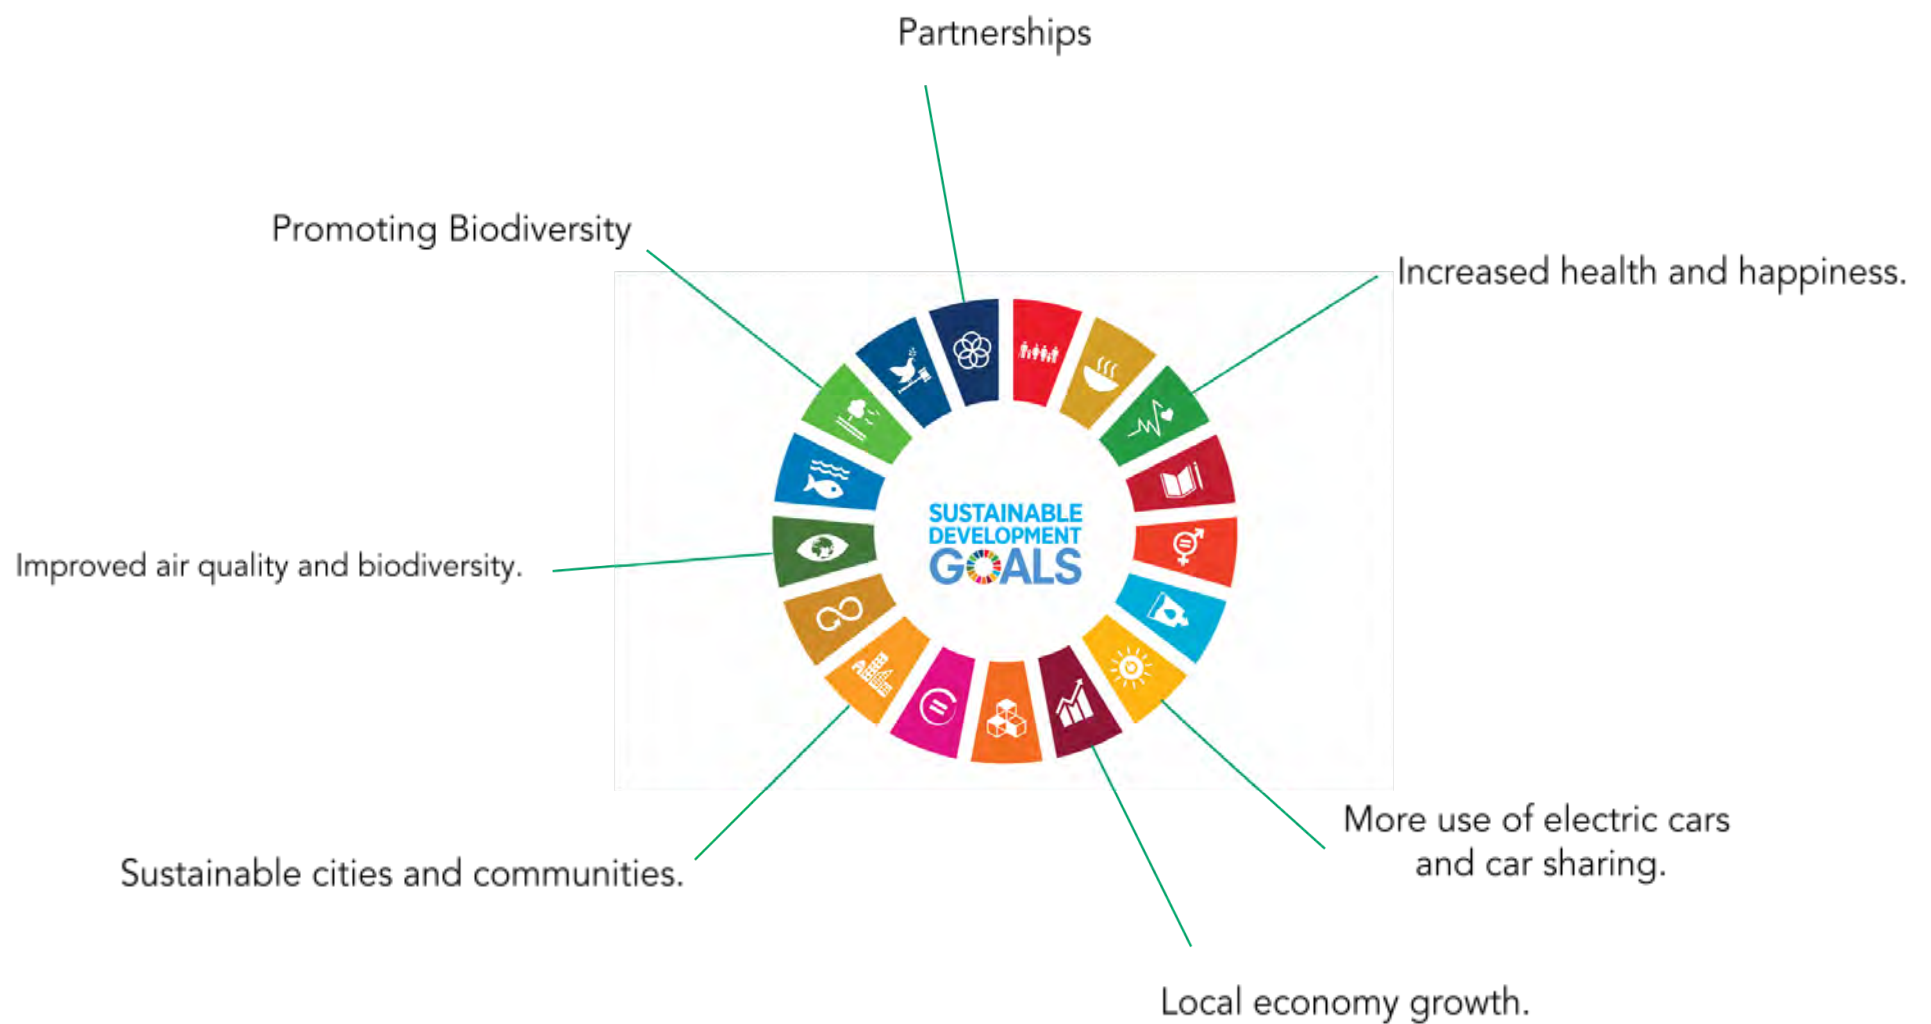 Partnerships
Promoting Biodiversity
Increased health and happiness.
SUSTAINABLE
DEVELOPMENT
GOALS
Improved air quality and biodiversity.
More use of electric cars
and car sharing.
Sustainable cities and communities.
Local economy growth.